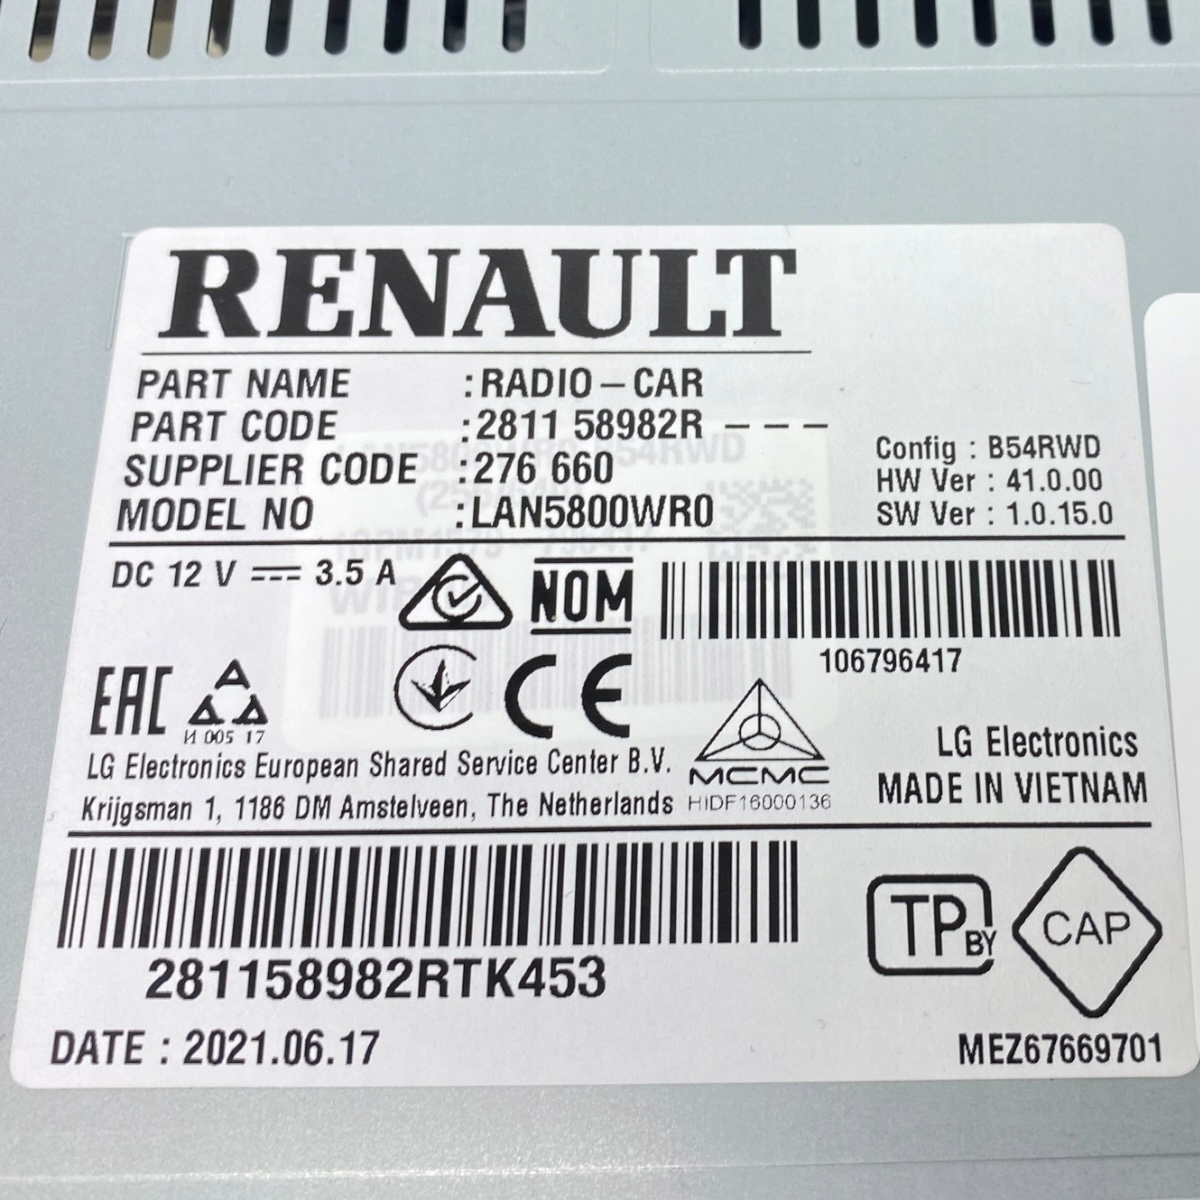 RENAULT
PART NAME :RADIO – CAR
PART CODE :2811 58982R – – –
SUPPLIER CODE :276 660
MODEL NO :LAN5800WR0
Config : B54RWD
HW Ver : 41.0.00
SW Ver : 1.0.15.0
DC 12 V 3.5 A
NOM
106796417
EAC
A
И 005 17
CE
LG Electronics European Shared Service Center B.V.
Krijgsman 1, 1186 DM Amstelveen, The Netherlands
MCMC
HIDF16000136
LG Electronics
MADE IN VIETNAM
281158982RTK453
TP BY
CAP
DATE : 2021.06.17
MEZ67669701